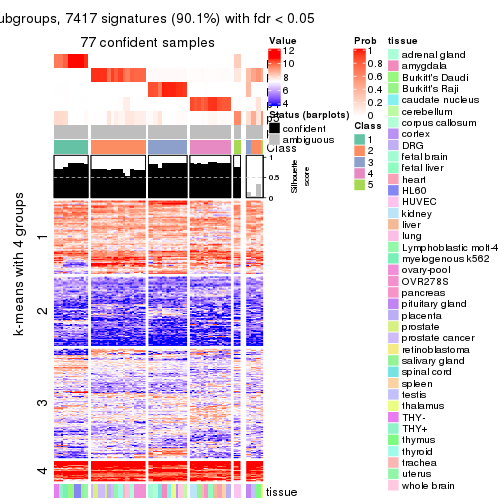 ubgroups, 7417 signatures (90.1%) with fdr < 0.05
77 confident samples
Value
12
10
8
6
4
Prob
1
0.8
0.6
0.4
0.2
0
Status (barplots)
confident
ambiguous
Class
1
2
3
4
5
Class
1
0.5
0
Silhouette
score
k-means with 4 groups
1
2
3
4
tissue
tissue
adrenal gland
amygdala
Burkitt's Daudi
Burkitt's Raji
caudate nucleus
cerebellum
corpus callosum
cortex
DRG
fetal brain
fetal liver
heart
HL60
HUVEC
kidney
liver
lung
Lymphoblastic molt-4
myelogenous k562
ovary-pool
OVR278S
pancreas
pituitary gland
placenta
prostate
prostate cancer
retinoblastoma
salivary gland
spinal cord
spleen
testis
thalamus
THY-
THY+
thymus
thyroid
trachea
uterus
whole brain